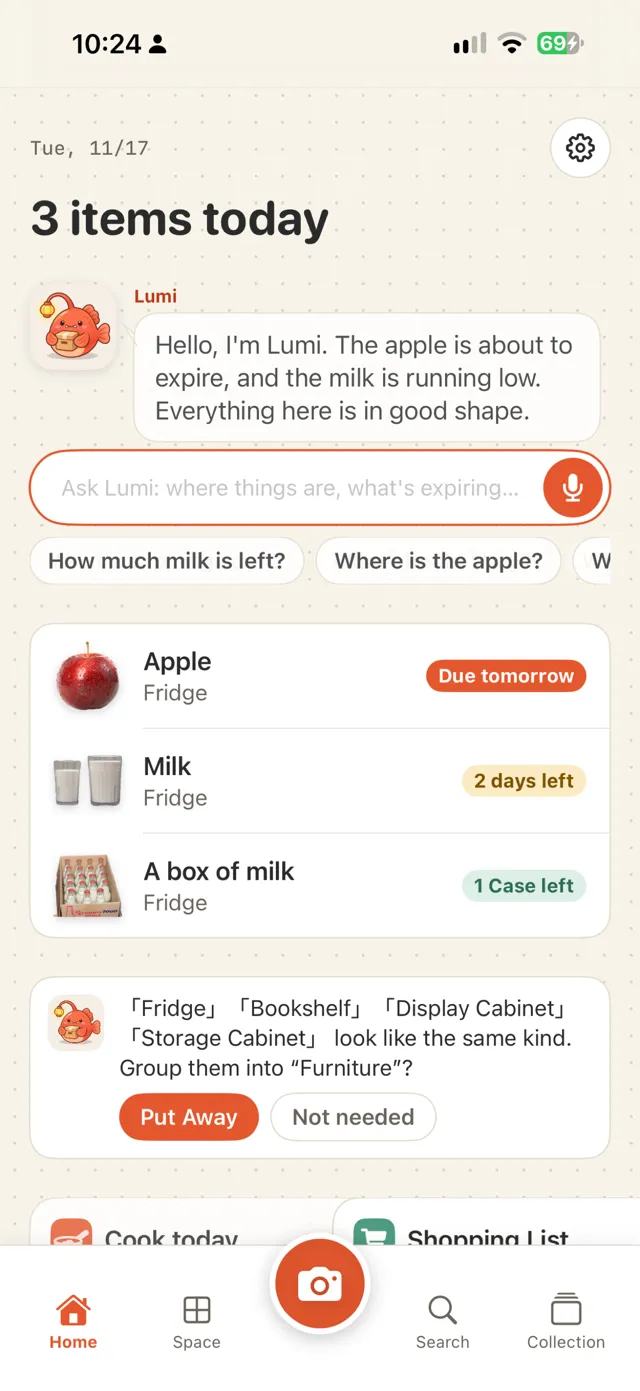 10:24
69
Tue, 11/17
3 items today
Lumi
Hello, I'm Lumi. The apple is about to
expire, and the milk is running low.
Everything here is in good shape.
Ask Lumi: where things are, what's expiring...
How much milk is left?
Where is the apple?
W
Apple
Fridge
Due tomorrow
Milk
Fridge
2 days left
A box of milk
Fridge
1 Case left
「Fridge」「Bookshelf」「Display Cabinet」
「Storage Cabinet」 look like the same kind.
Group them into “Furniture”?
Put Away
Not needed
Cook today
Shopping List
Home
Space
Search
Collection